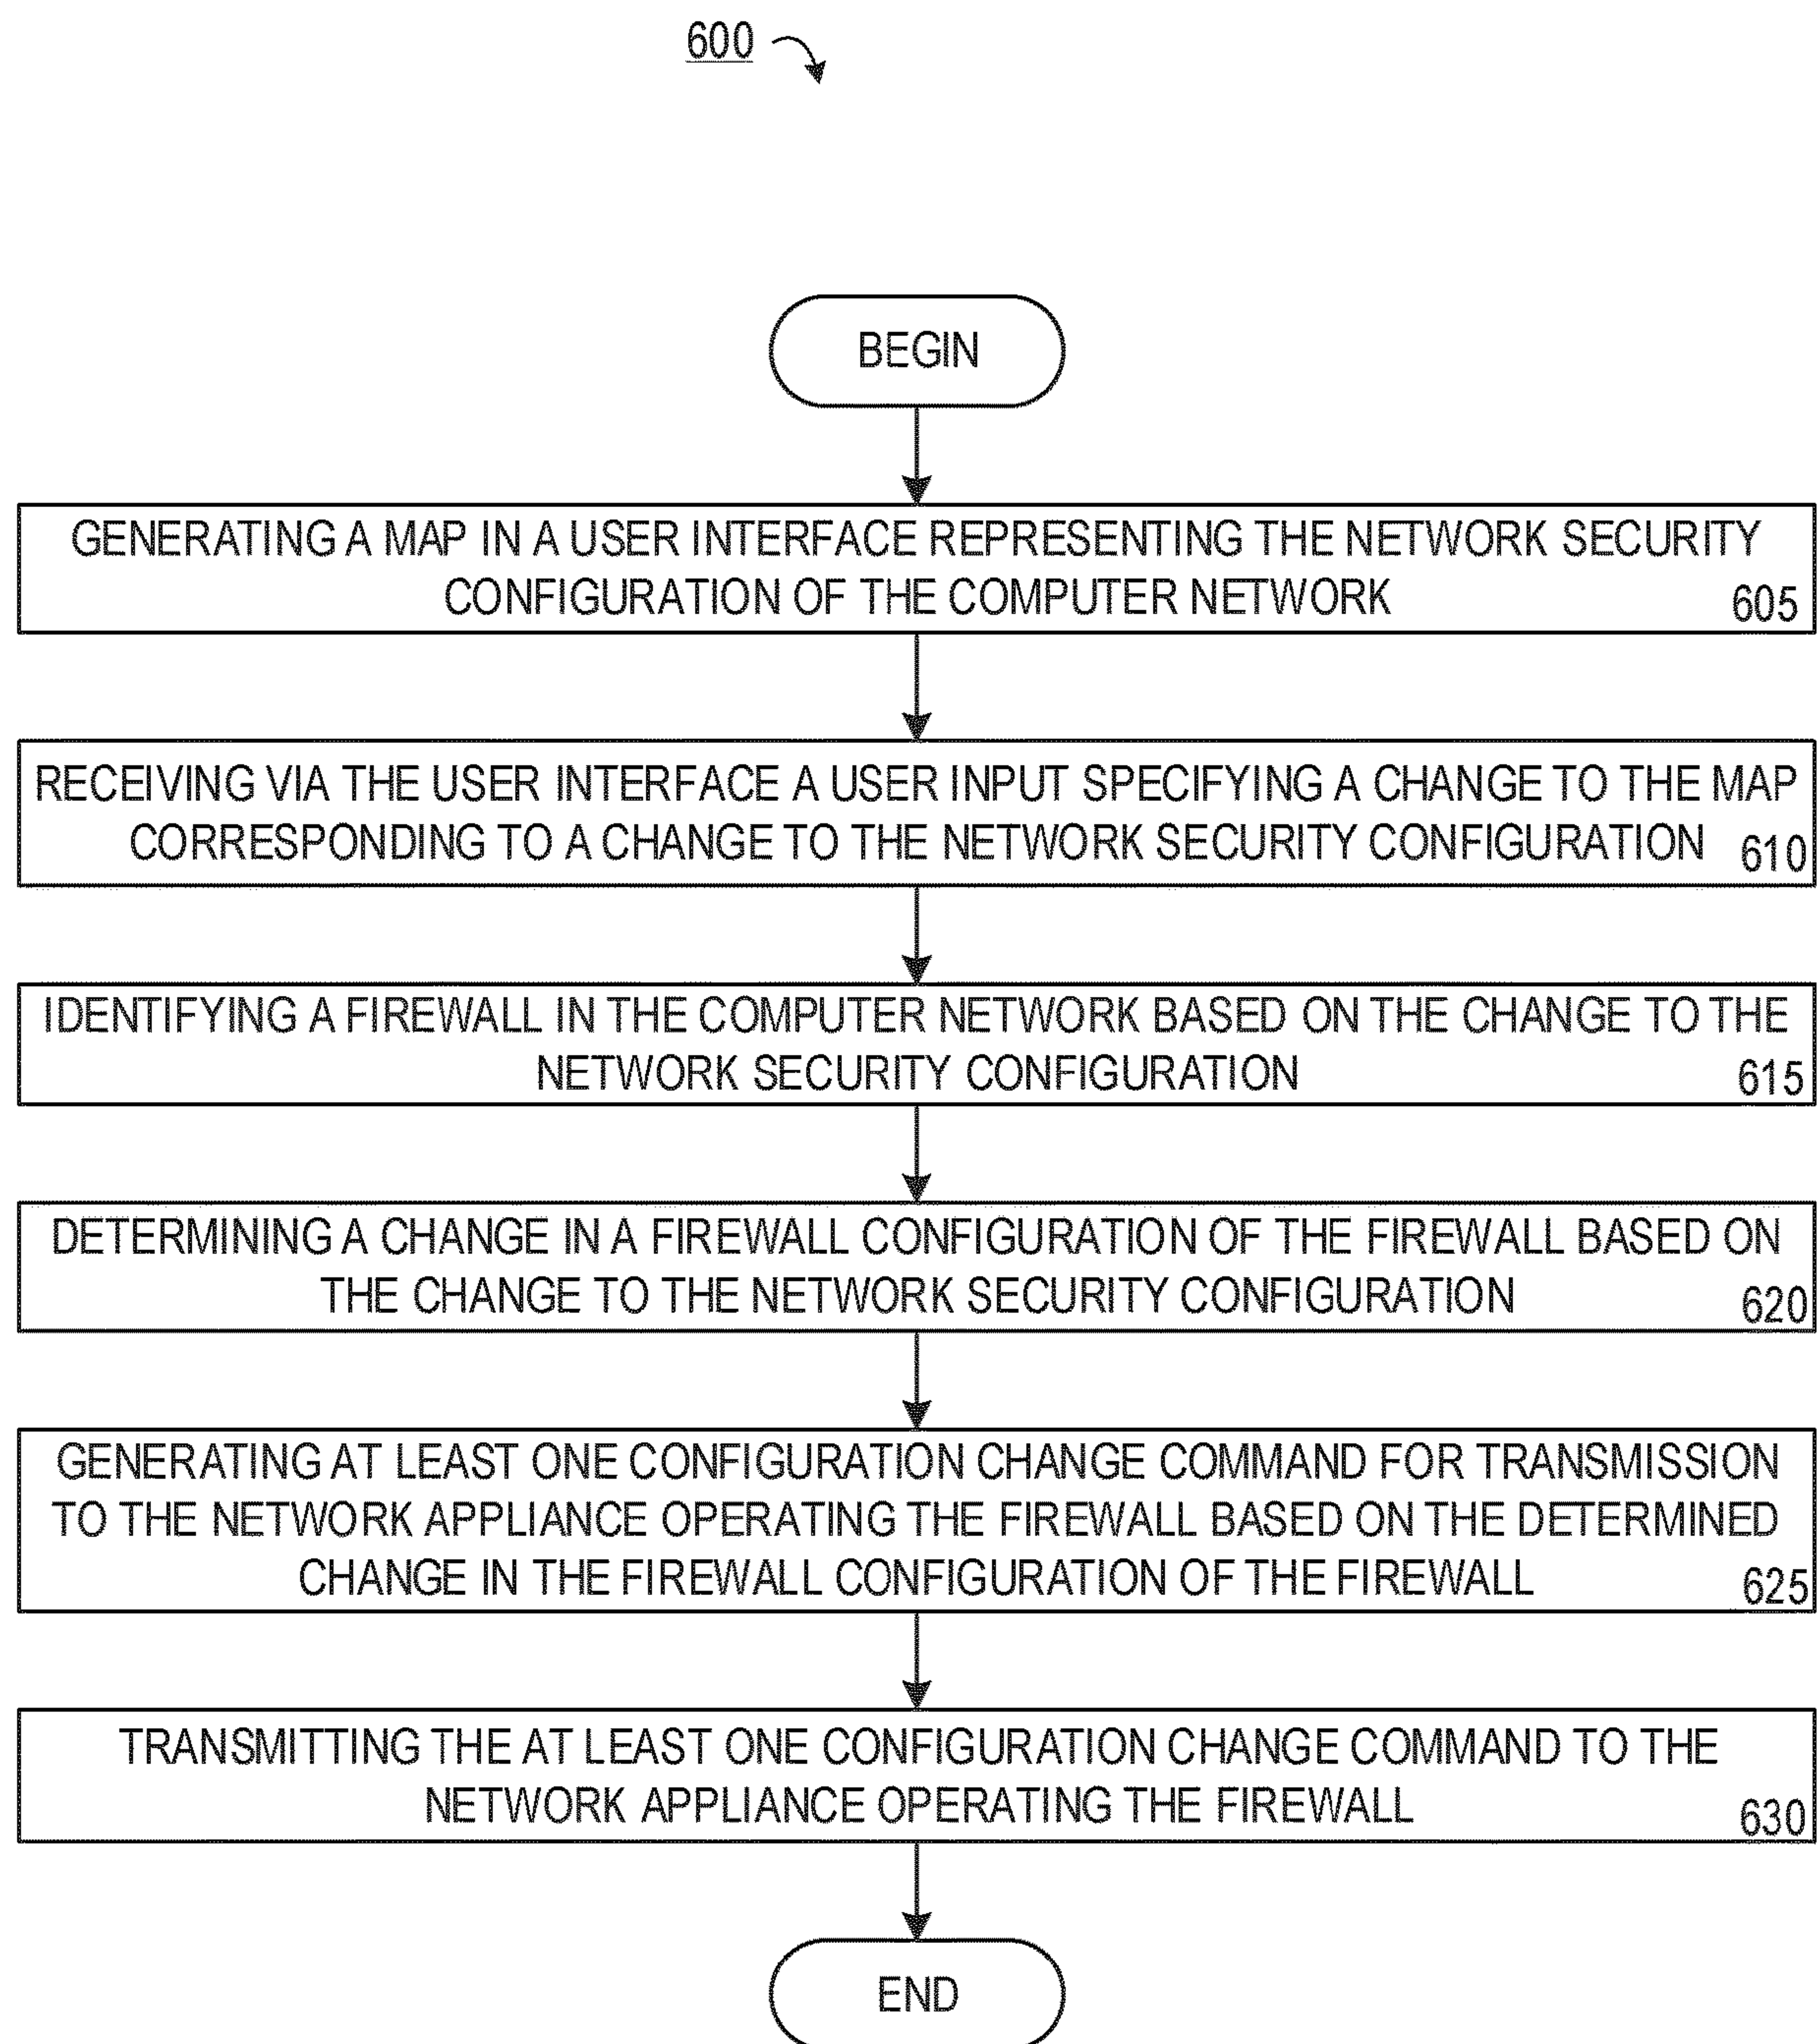 600
BEGIN
GENERATING A MAP IN A USER INTERFACE REPRESENTING THE NETWORK SECURITY
CONFIGURATION OF THE COMPUTER NETWORK
605
RECEIVING VIA THE USER INTERFACE A USER INPUT SPECIFYING A CHANGE TO THE MAP
CORRESPONDING TO A CHANGE TO THE NETWORK SECURITY CONFIGURATION
610
IDENTIFYING A FIREWALL IN THE COMPUTER NETWORK BASED ON THE CHANGE TO THE
NETWORK SECURITY CONFIGURATION
615
DETERMINING A CHANGE IN A FIREWALL CONFIGURATION OF THE FIREWALL BASED ON
THE CHANGE TO THE NETWORK SECURITY CONFIGURATION
620
GENERATING AT LEAST ONE CONFIGURATION CHANGE COMMAND FOR TRANSMISSION
TO THE NETWORK APPLIANCE OPERATING THE FIREWALL BASED ON THE DETERMINED
CHANGE IN THE FIREWALL CONFIGURATION OF THE FIREWALL
625
TRANSMITTING THE AT LEAST ONE CONFIGURATION CHANGE COMMAND TO THE
NETWORK APPLIANCE OPERATING THE FIREWALL
630
END